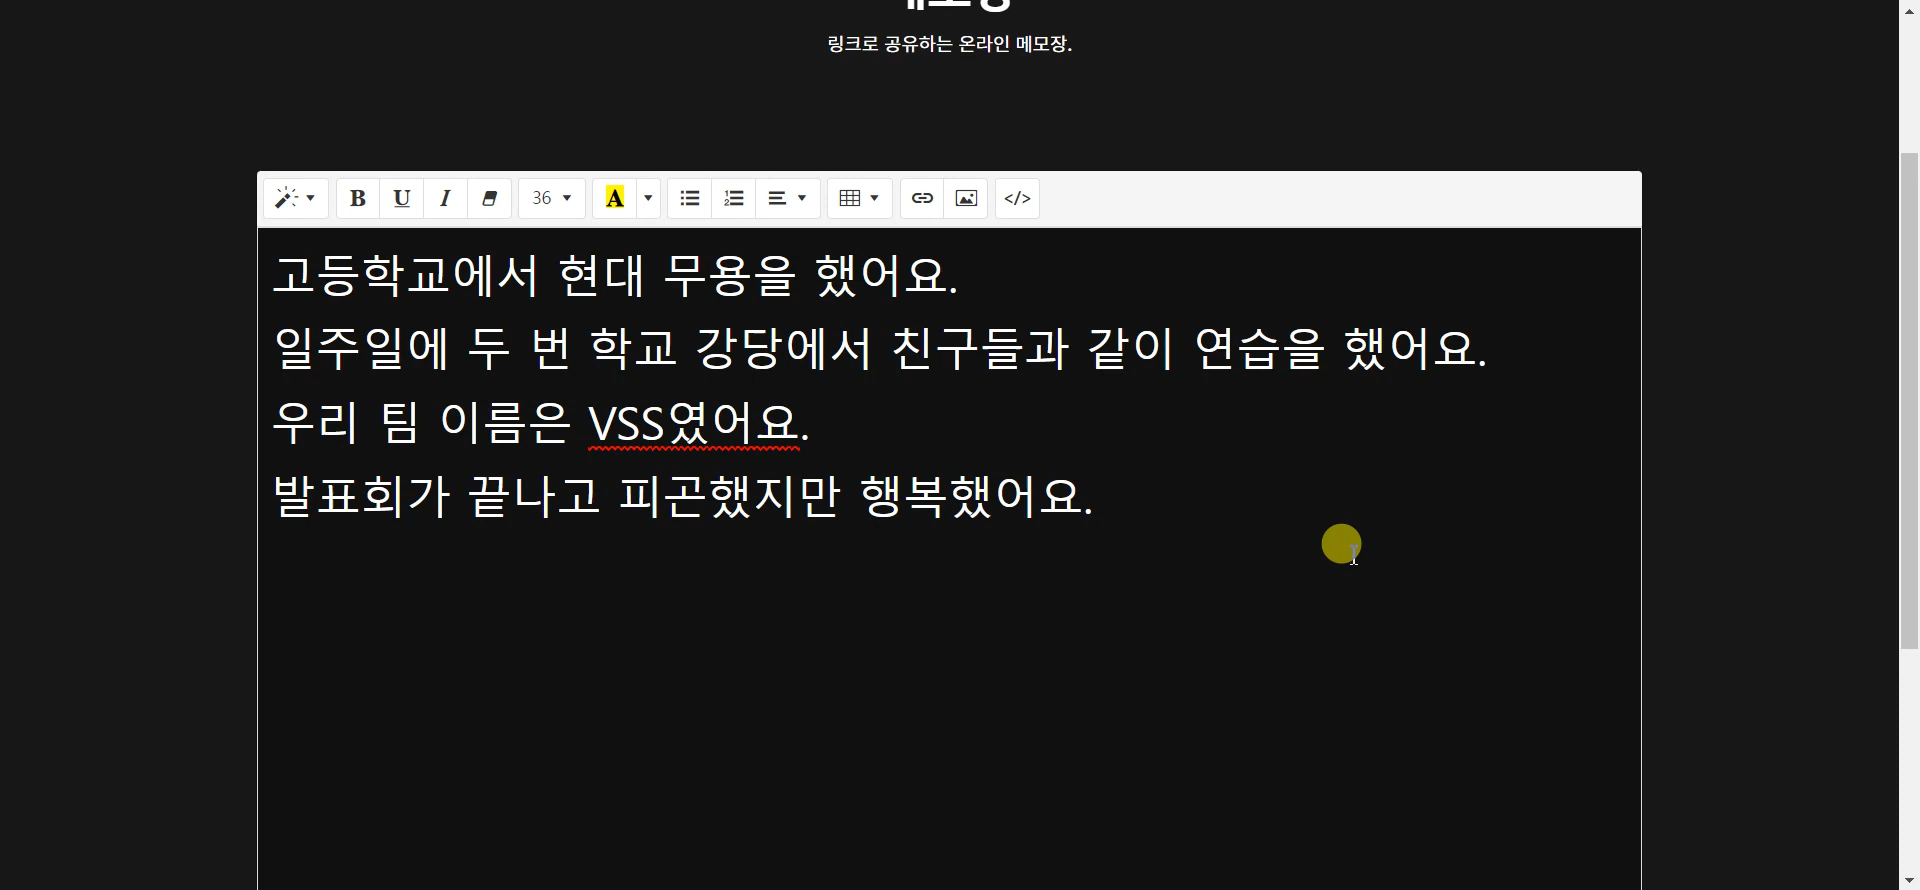 링크로 공유하는 온라인 메모장.
B U I 36 A </>
고등학교에서 현대 무용을 했어요.
일주일에 두 번 학교 강당에서 친구들과 같이 연습을 했어요.
우리 팀 이름은 VSS였어요.
발표회가 끝나고 피곤했지만 행복했어요.